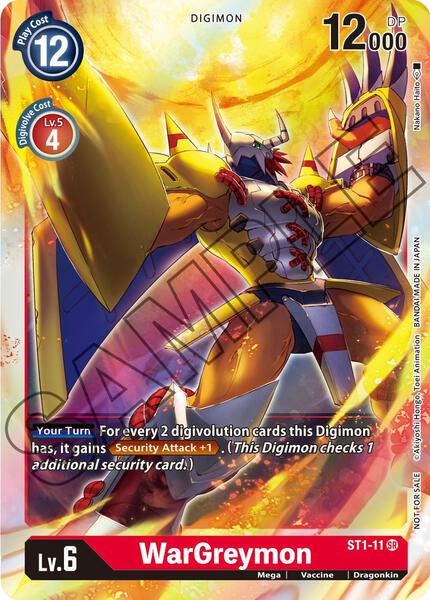 Play Cost
12
DIGIMON
DP
12000
Digivolve Cost
Lv.5
4
Nakano Haito
SAMPLE
©Akiyoshi Hongo, Toei Animation BANDAI MADE IN JAPAN
NOT FOR SALE
Your Turn For every 2 digivolution cards this Digimon
has, it gains Security Attack +1 . (This Digimon checks 1
additional security card.)
ST1-11 SR
Lv.6
WarGreymon
Mega | Vaccine | Dragonkin